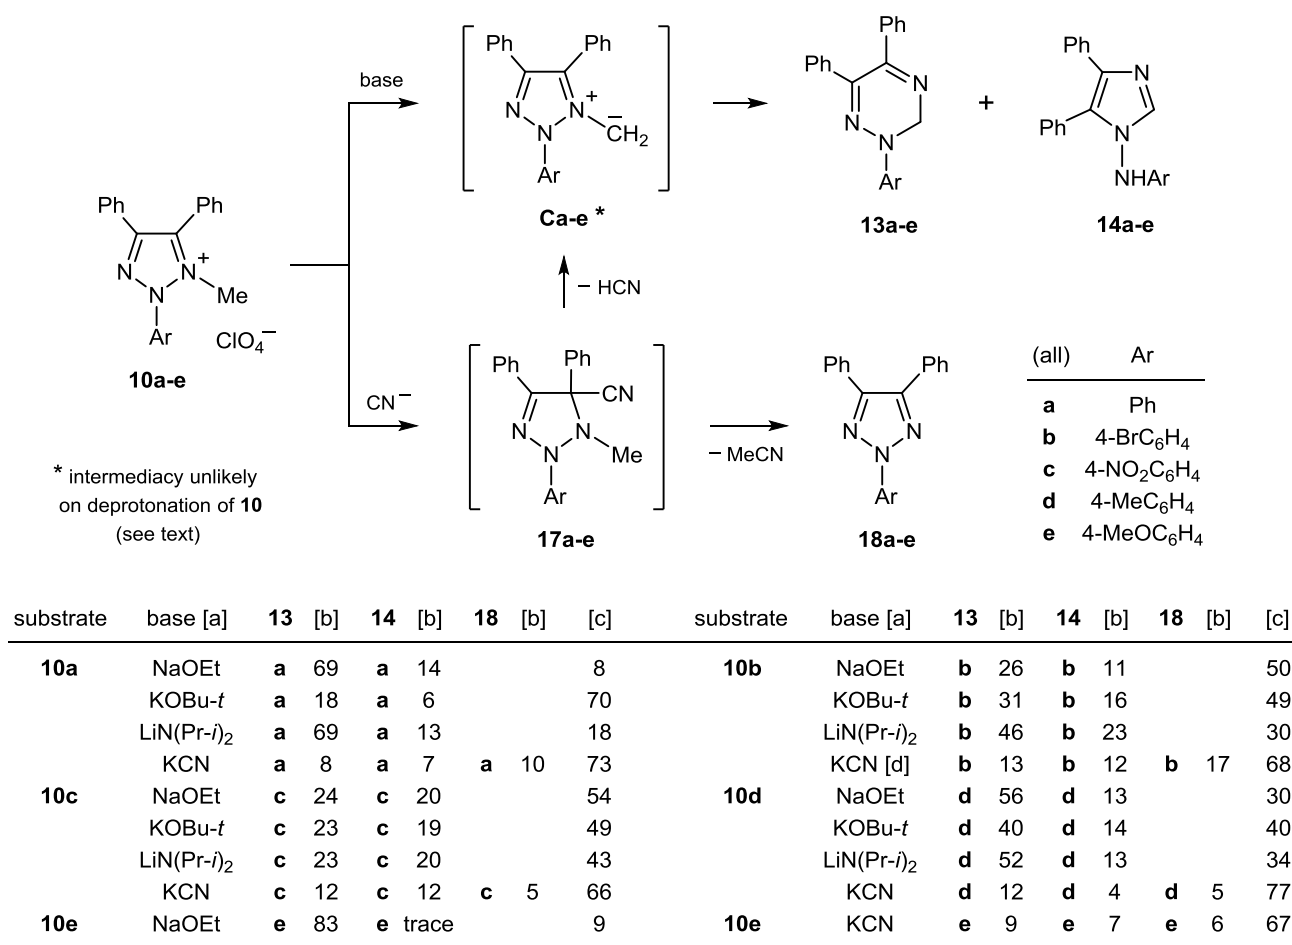 Ph Ph
N N + − CH2
N
Ar
Ca-e *
base
Ph
Ph
N
N N
Ar
13a-e
+
Ph
N
Ph
N
NHAr
14a-e
Ph Ph
N N +
N Me
Ar
ClO4−
10a-e
− HCN
CN−
Ph Ph
CN
N N
N Me
Ar
17a-e
− MeCN
Ph Ph
N N
N
Ar
18a-e
(all) Ar
a Ph
b 4-BrC6H4
c 4-NO2C6H4
d 4-MeC6H4
e 4-MeOC6H4
* intermediacy unlikely
on deprotonation of 10
(see text)
substrate base [a] 13 [b] 14 [b] 18 [b] [c] substrate base [a] 13 [b] 14 [b] 18 [b] [c]
10a NaOEt a 69 a 14 8 10b NaOEt b 26 b 11 50
KOBu-t a 18 a 6 70 KOBu-t b 31 b 16 49
LiN(Pr-i)2 a 69 a 13 18 LiN(Pr-i)2 b 46 b 23 30
KCN a 8 a 7 a 10 73 KCN [d] b 13 b 12 b 17 68
10c NaOEt c 24 c 20 54 10d NaOEt d 56 d 13 30
KOBu-t c 23 c 19 49 KOBu-t d 40 d 14 40
LiN(Pr-i)2 c 23 c 20 43 LiN(Pr-i)2 d 52 d 13 34
KCN c 12 c 12 c 5 66 KCN d 12 d 4 d 5 77
10e NaOEt e 83 e trace 9 10e KCN e 9 e 7 e 6 67